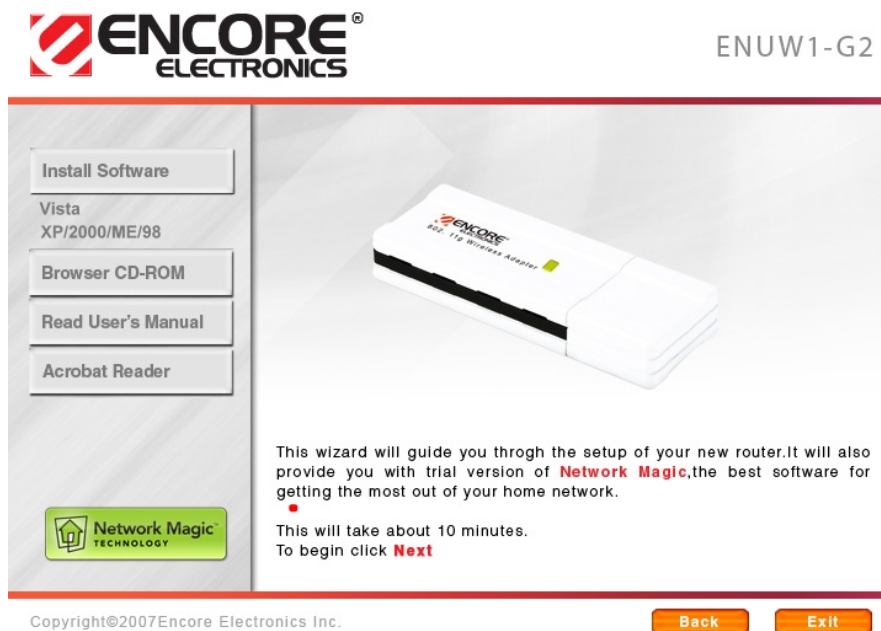 ENCORE®
ELECTRONICS
ENUW1-G2
Install Software
Vista
XP/2000/ME/98
Browser CD-ROM
Read User's Manual
Acrobat Reader
Network Magic™
TECHNOLOGY
ENCORE
ELECTRONICS
802.11g Wireless Adapter
This wizard will guide you throgh the setup of your new router.It will also
provide you with trial version of Network Magic,the best software for
getting the most out of your home network.
This will take about 10 minutes.
To begin click Next
Copyright©2007Encore Electronics Inc.
Back
Exit